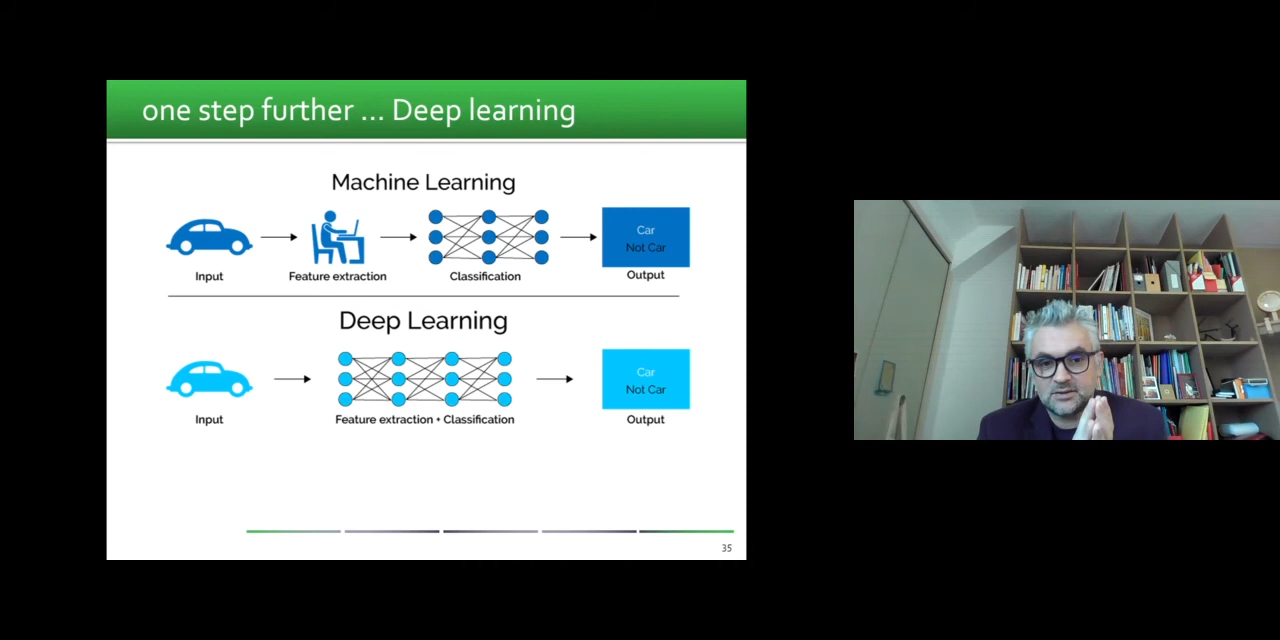 one step further ... Deep learning
Machine Learning
Car
Not Car
Input
Feature extraction
Classification
Output
Deep Learning
Car
Not Car
Input
Feature extraction + Classification
Output
35